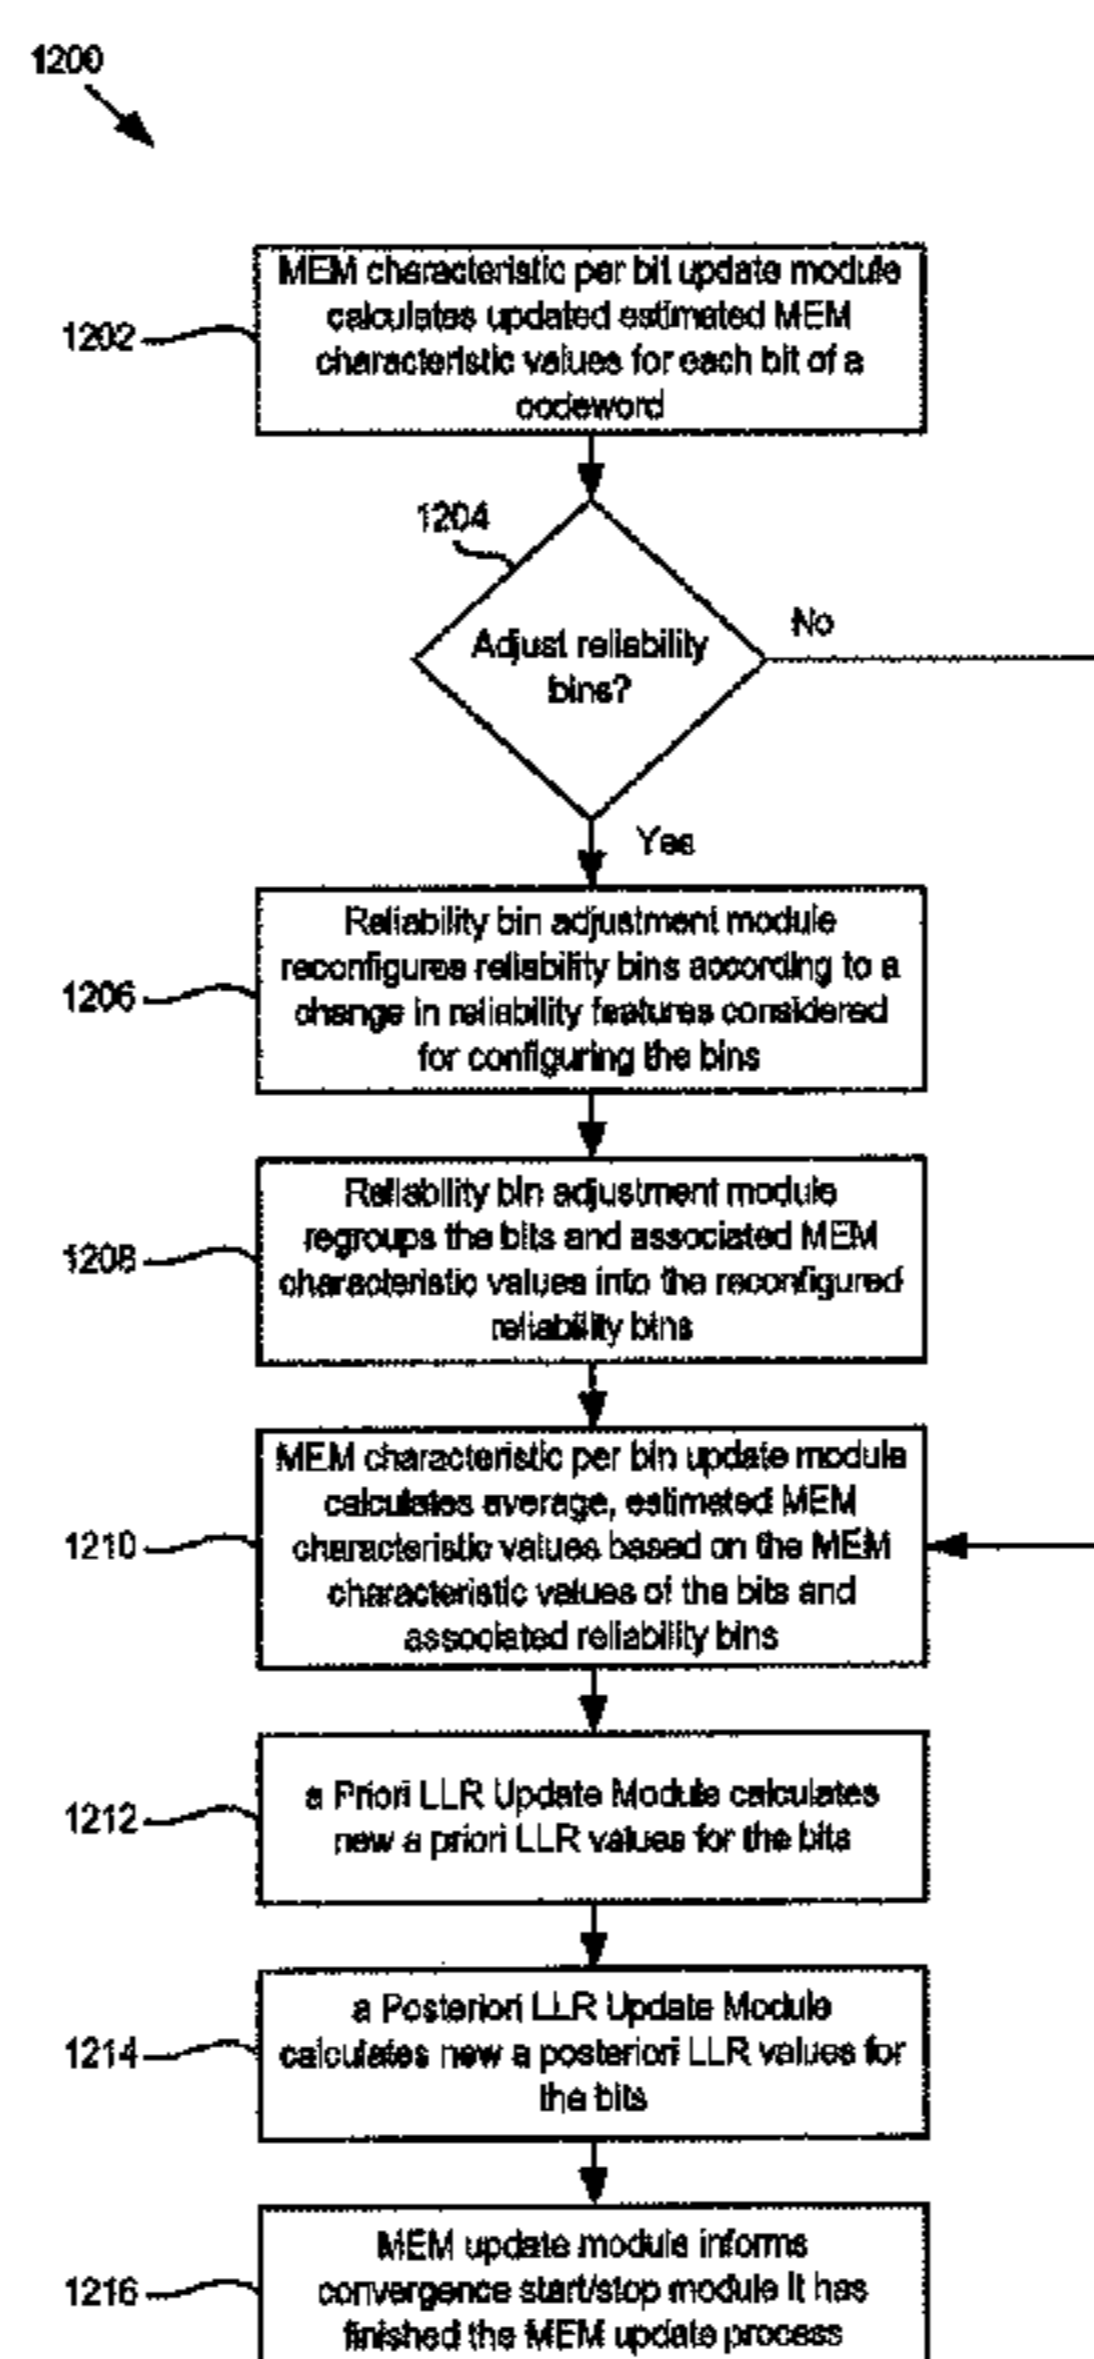 1200
MEM characteristic per bit update module
calculates updated estimated MEM
characteristic values for each bit of a
codeword
1202
1204
Adjust reliability
bins?
No
Yes
Reliability bin adjustment module
reconfigures reliability bins according to a
change in reliability features considered
for configuring the bins
1206
Reliability bin adjustment module
regroups the bits and associated MEM
characteristic values into the reconfigured
reliability bins
1208
MEM characteristic per bin update module
calculates average, estimated MEM
characteristic values based on the MEM
characteristic values of the bits and
associated reliability bins
1210
a Priori LLR Update Module calculates
new a priori LLR values for the bits
1212
a Posteriori LLR Update Module
calculates new a posteriori LLR values for
the bits
1214
MEM update module informs
convergence start/stop module it has
finished the MEM update process
1216